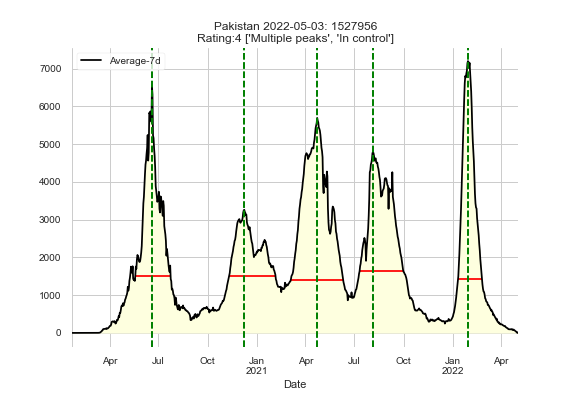 Pakistan 2022-05-03: 1527956
Rating:4 ['Multiple peaks', 'In control']
Average-7d
7000
6000
5000
4000
3000
2000
1000
0
Apr Jul Oct Jan Apr Jul Oct Jan Apr
2021 2022
Date